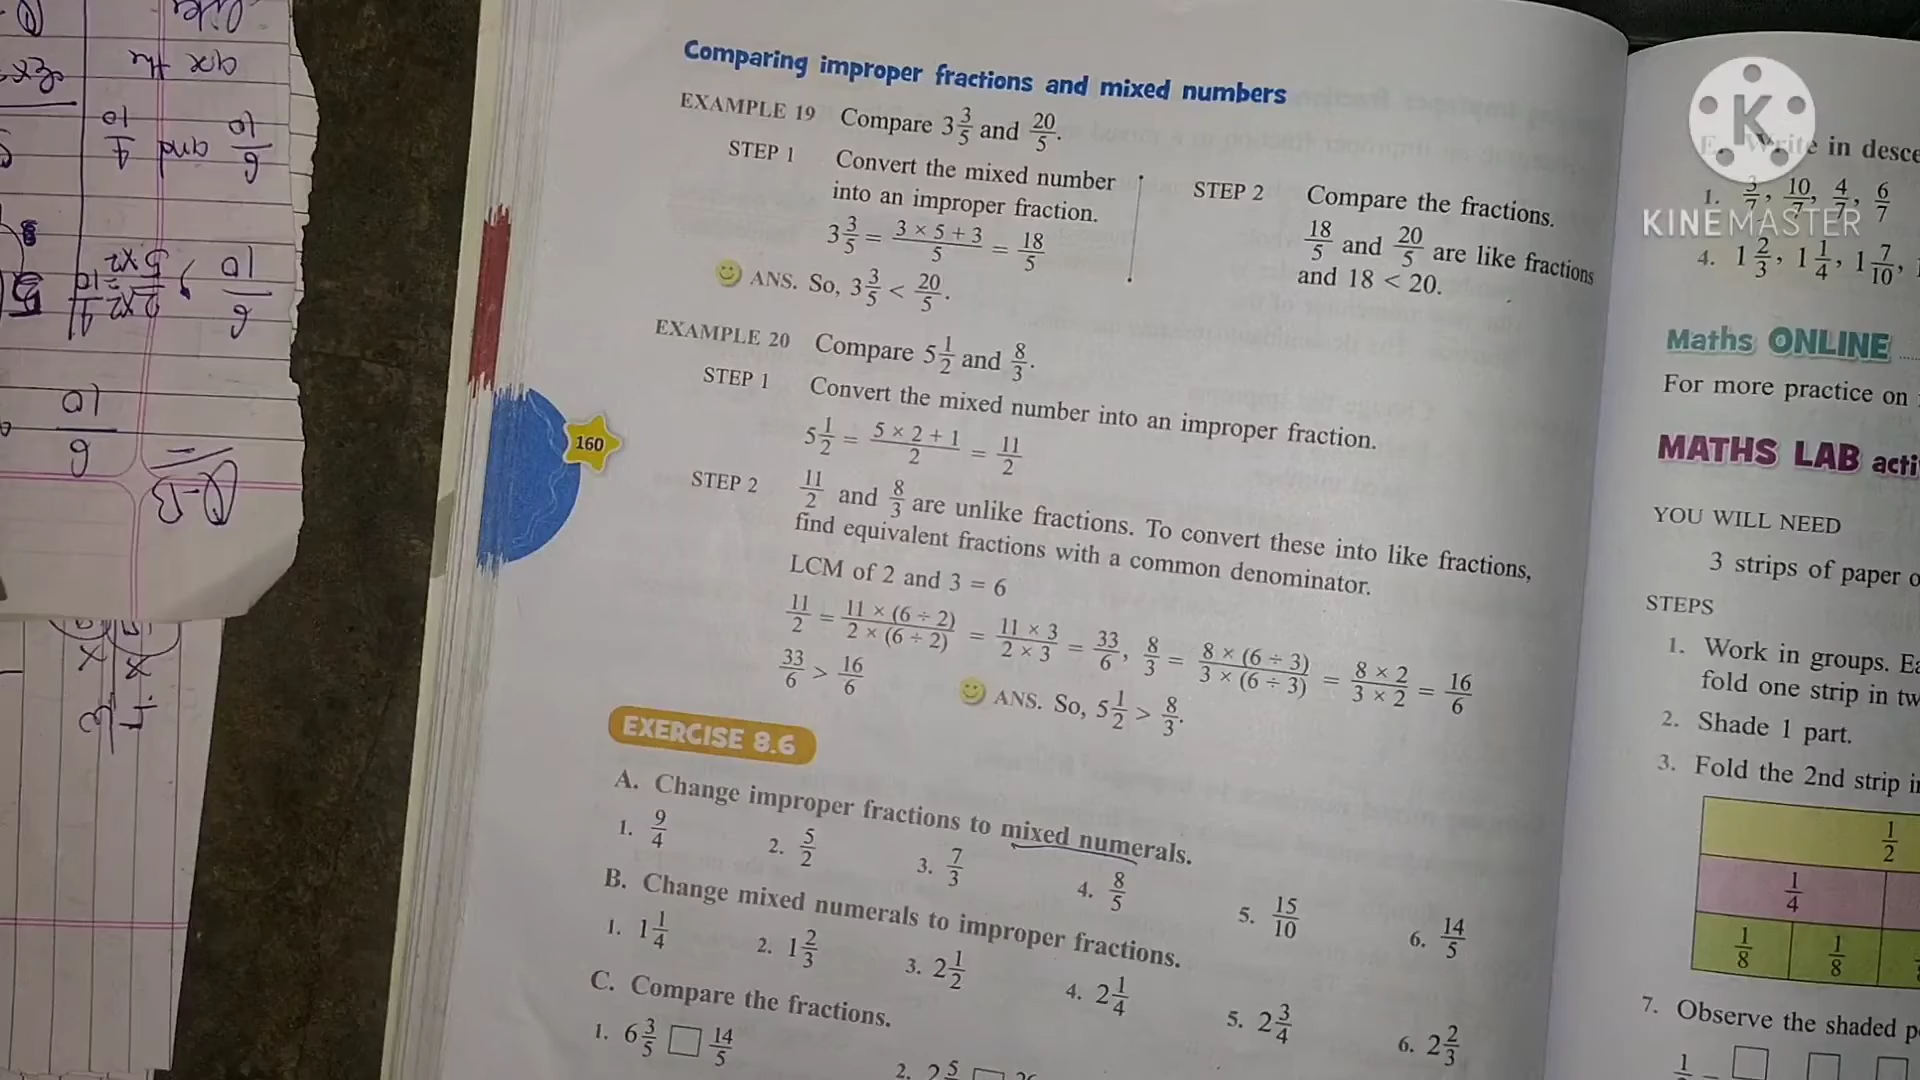 Comparing improper fractions and mixed numbers
EXAMPLE 19 Compare 3 3/5 and 20/5.
STEP 1 Convert the mixed number
into an improper fraction.
3 3/5 = (3 × 5 + 3)/5 = 18/5
STEP 2 Compare the fractions.
18/5 and 20/5 are like fractions
and 18 < 20.
ANS. So, 3 3/5 < 20/5.
EXAMPLE 20 Compare 5 1/2 and 8/3.
STEP 1 Convert the mixed number into an improper fraction.
5 1/2 = (5 × 2 + 1)/2 = 11/2
160
STEP 2 11/2 and 8/3 are unlike fractions. To convert these into like fractions,
find equivalent fractions with a common denominator.
LCM of 2 and 3 = 6
11/2 = (11 × (6 ÷ 2))/(2 × (6 ÷ 2)) = (11 × 3)/(2 × 3) = 33/6, 8/3 = (8 × (6 ÷ 3))/(3 × (6 ÷ 3)) = (8 × 2)/(3 × 2) = 16/6
33/6 > 16/6
ANS. So, 5 1/2 > 8/3.
EXERCISE 8.6
A. Change improper fractions to mixed numerals.
1. 9/4 2. 5/2 3. 7/3 4. 8/5 5. 15/10 6. 14/5
B. Change mixed numerals to improper fractions.
1. 1 1/4 2. 1 2/3 3. 2 1/2 4. 2 1/4 5. 2 3/4 6. 2 2/3
C. Compare the fractions.
1. 6 3/5 □ 14/5
K
KINEMASTER
E. Write in desce
1. 3/7, 10/7, 4/7, 6/7
4. 1 2/3, 1 1/4, 1 7/10,
Maths ONLINE
For more practice on
MATHS LAB acti
YOU WILL NEED
3 strips of paper o
STEPS
1. Work in groups. Ea
fold one strip in tw
2. Shade 1 part.
3. Fold the 2nd strip i
1/2
1/4
1/8 1/8
7. Observe the shaded p
like
are the
6/10 and 4/10